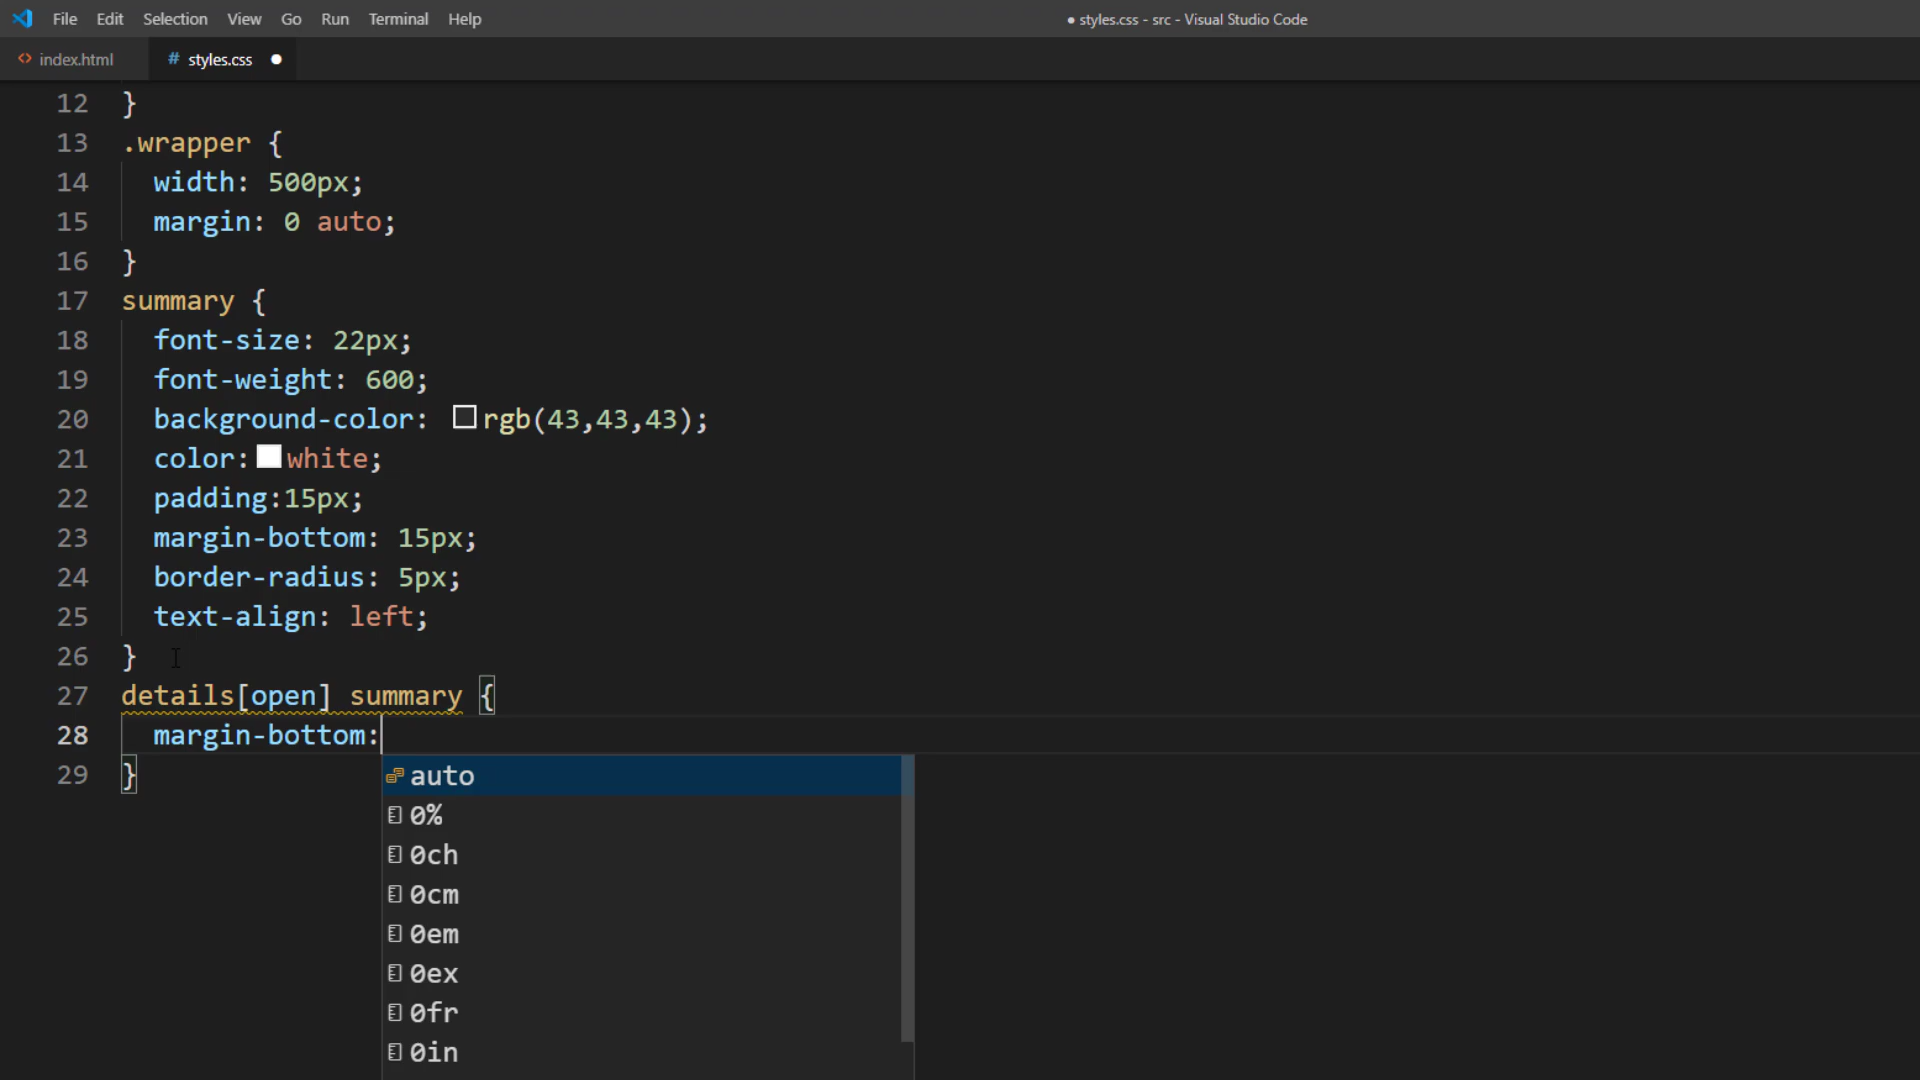 File Edit Selection View Go Run Terminal Help
● styles.css - src - Visual Studio Code
<> index.html # styles.css ●
12 }
13 .wrapper {
14 width: 500px;
15 margin: 0 auto;
16 }
17 summary {
18 font-size: 22px;
19 font-weight: 600;
20 background-color: rgb(43,43,43);
21 color: white;
22 padding:15px;
23 margin-bottom: 15px;
24 border-radius: 5px;
25 text-align: left;
26 }
27 details[open] summary {
28 margin-bottom:
29 }
auto
0%
0ch
0cm
0em
0ex
0fr
0in